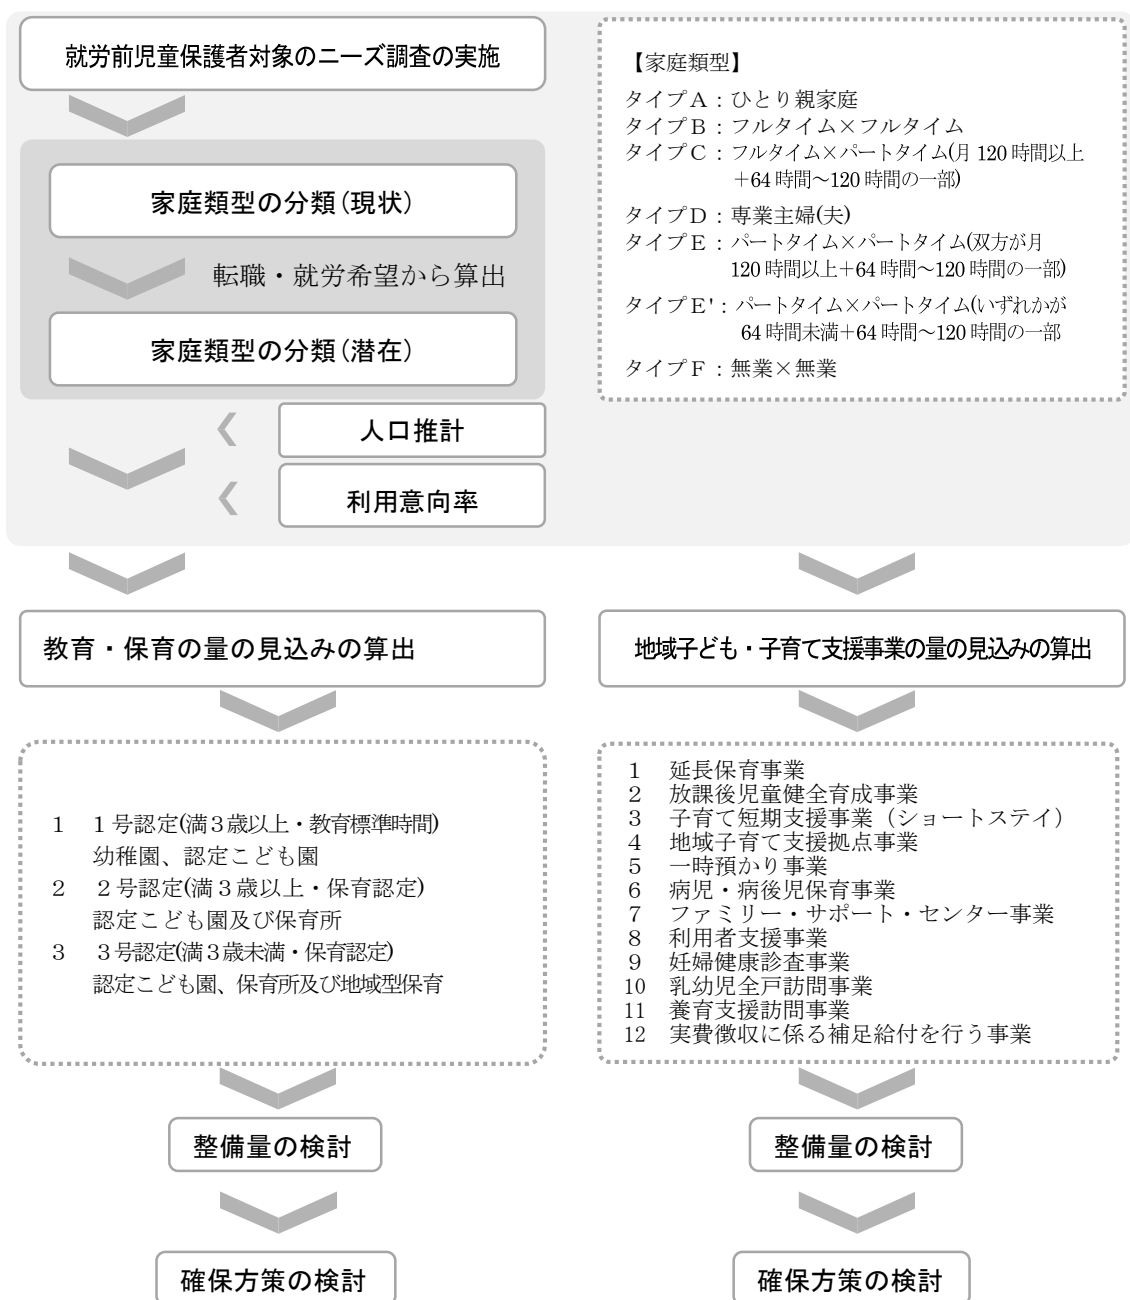 就労前児童保護者対象のニーズ調査の実施
家庭類型の分類(現状)
転職・就労希望から算出
家庭類型の分類(潜在)
人口推計
利用意向率
【家庭類型】
タイプA：ひとり親家庭
タイプB：フルタイム×フルタイム
タイプC：フルタイム×パートタイム(月120時間以上
＋64時間～120時間の一部)
タイプD：専業主婦(夫)
タイプE：パートタイム×パートタイム(双方が月
120時間以上＋64時間～120時間の一部)
タイプE'：パートタイム×パートタイム(いずれかが
64時間未満＋64時間～120時間の一部
タイプF：無業×無業
教育・保育の量の見込みの算出
1 1号認定(満3歳以上・教育標準時間)
幼稚園、認定こども園
2 2号認定(満3歳以上・保育認定)
認定こども園及び保育所
3 3号認定(満3歳未満・保育認定)
認定こども園、保育所及び地域型保育
整備量の検討
確保方策の検討
地域子ども・子育て支援事業の量の見込みの算出
1 延長保育事業
2 放課後児童健全育成事業
3 子育て短期支援事業（ショートステイ）
4 地域子育て支援拠点事業
5 一時預かり事業
6 病児・病後児保育事業
7 ファミリー・サポート・センター事業
8 利用者支援事業
9 妊婦健康診査事業
10 乳幼児全戸訪問事業
11 養育支援訪問事業
12 実費徴収に係る補足給付を行う事業
整備量の検討
確保方策の検討